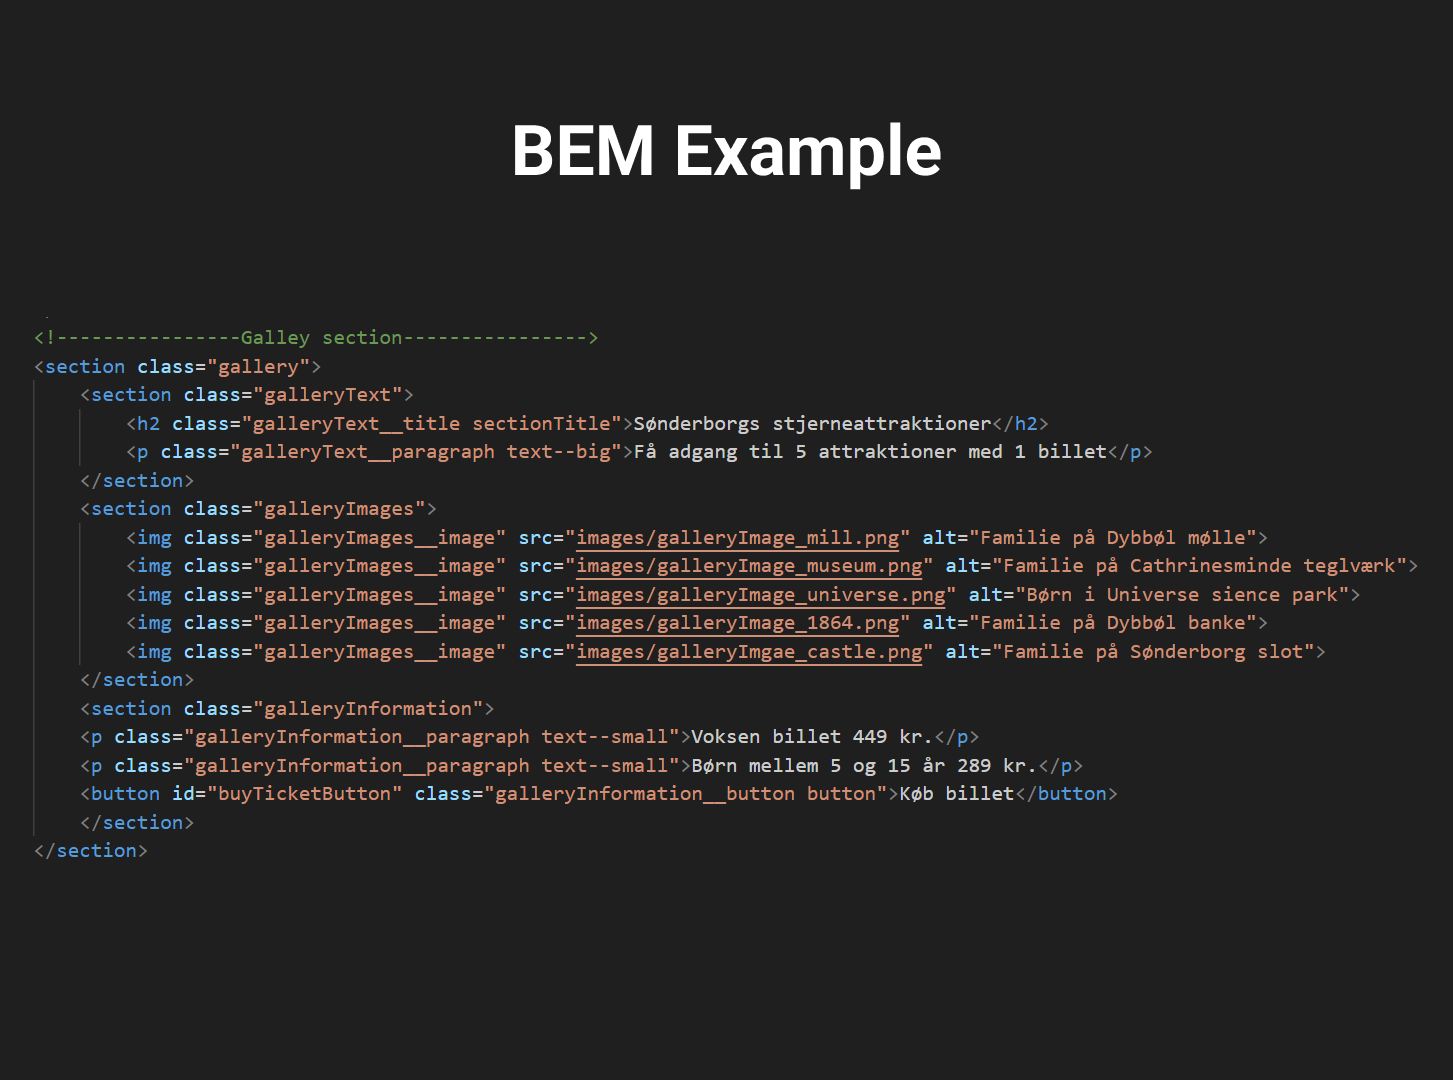 BEM Example
<!----------------Galley section---------------->
<section class="gallery">
<section class="galleryText">
<h2 class="galleryText__title sectionTitle">Sønderborgs stjerneattraktioner</h2>
<p class="galleryText__paragraph text--big">Få adgang til 5 attraktioner med 1 billet</p>
</section>
<section class="galleryImages">
<img class="galleryImages__image" src="images/galleryImage_mill.png" alt="Familie på Dybbøl mølle">
<img class="galleryImages__image" src="images/galleryImage_museum.png" alt="Familie på Cathrinesminde teglværk">
<img class="galleryImages__image" src="images/galleryImage_universe.png" alt="Børn i Universe sience park">
<img class="galleryImages__image" src="images/galleryImage_1864.png" alt="Familie på Dybbøl banke">
<img class="galleryImages__image" src="images/galleryImgae_castle.png" alt="Familie på Sønderborg slot">
</section>
<section class="galleryInformation">
<p class="galleryInformation__paragraph text--small">Voksen billet 449 kr.</p>
<p class="galleryInformation__paragraph text--small">Børn mellem 5 og 15 år 289 kr.</p>
<button id="buyTicketButton" class="galleryInformation__button button">Køb billet</button>
</section>
</section>